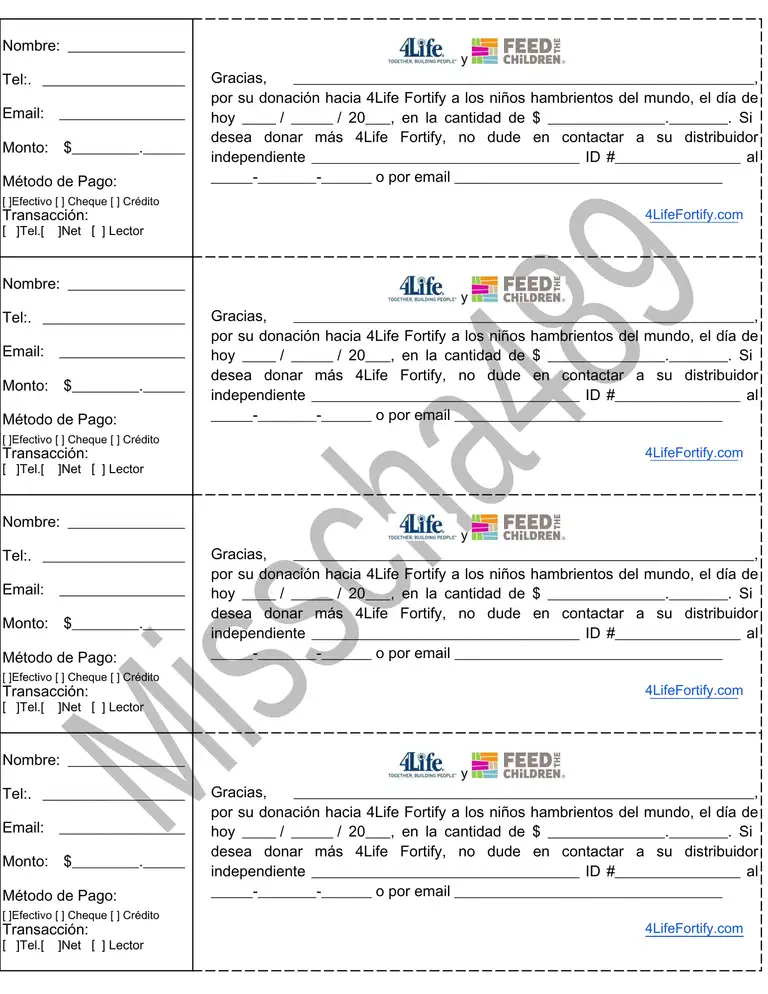 Nombre: ______________
Tel:. _________________
Email: _______________
Monto: $________._____
Método de Pago:
[ ]Efectivo [ ] Cheque [ ] Crédito
Transacción:
[ ]Tel.[ ]Net [ ] Lector
4Life
TOGETHER, BUILDING PEOPLE
y
FEED THE CHiLDREN
Gracias, _______________________________________________________,
por su donación hacia 4Life Fortify a los niños hambrientos del mundo, el día de
hoy ____ / _____ / 20___, en la cantidad de $ ______________._______. Si
desea donar más 4Life Fortify, no dude en contactar a su distribuidor
independiente ________________________________ ID #_______________ al
_____-_______-______ o por email ________________________________
4LifeFortify.com
Nombre: ______________
Tel:. _________________
Email: _______________
Monto: $________._____
Método de Pago:
[ ]Efectivo [ ] Cheque [ ] Crédito
Transacción:
[ ]Tel.[ ]Net [ ] Lector
4Life
TOGETHER, BUILDING PEOPLE
y
FEED THE CHiLDREN
Gracias, _______________________________________________________,
por su donación hacia 4Life Fortify a los niños hambrientos del mundo, el día de
hoy ____ / _____ / 20___, en la cantidad de $ ______________._______. Si
desea donar más 4Life Fortify, no dude en contactar a su distribuidor
independiente ________________________________ ID #_______________ al
_____-_______-______ o por email ________________________________
4LifeFortify.com
Nombre: ______________
Tel:. _________________
Email: _______________
Monto: $________._____
Método de Pago:
[ ]Efectivo [ ] Cheque [ ] Crédito
Transacción:
[ ]Tel.[ ]Net [ ] Lector
4Life
TOGETHER, BUILDING PEOPLE
y
FEED THE CHiLDREN
Gracias, _______________________________________________________,
por su donación hacia 4Life Fortify a los niños hambrientos del mundo, el día de
hoy ____ / _____ / 20___, en la cantidad de $ ______________._______. Si
desea donar más 4Life Fortify, no dude en contactar a su distribuidor
independiente ________________________________ ID #_______________ al
_____-_______-______ o por email ________________________________
4LifeFortify.com
Nombre: ______________
Tel:. _________________
Email: _______________
Monto: $________._____
Método de Pago:
[ ]Efectivo [ ] Cheque [ ] Crédito
Transacción:
[ ]Tel.[ ]Net [ ] Lector
4Life
TOGETHER, BUILDING PEOPLE
y
FEED THE CHiLDREN
Gracias, _______________________________________________________,
por su donación hacia 4Life Fortify a los niños hambrientos del mundo, el día de
hoy ____ / _____ / 20___, en la cantidad de $ ______________._______. Si
desea donar más 4Life Fortify, no dude en contactar a su distribuidor
independiente ________________________________ ID #_______________ al
_____-_______-______ o por email ________________________________
4LifeFortify.com
Misscha489